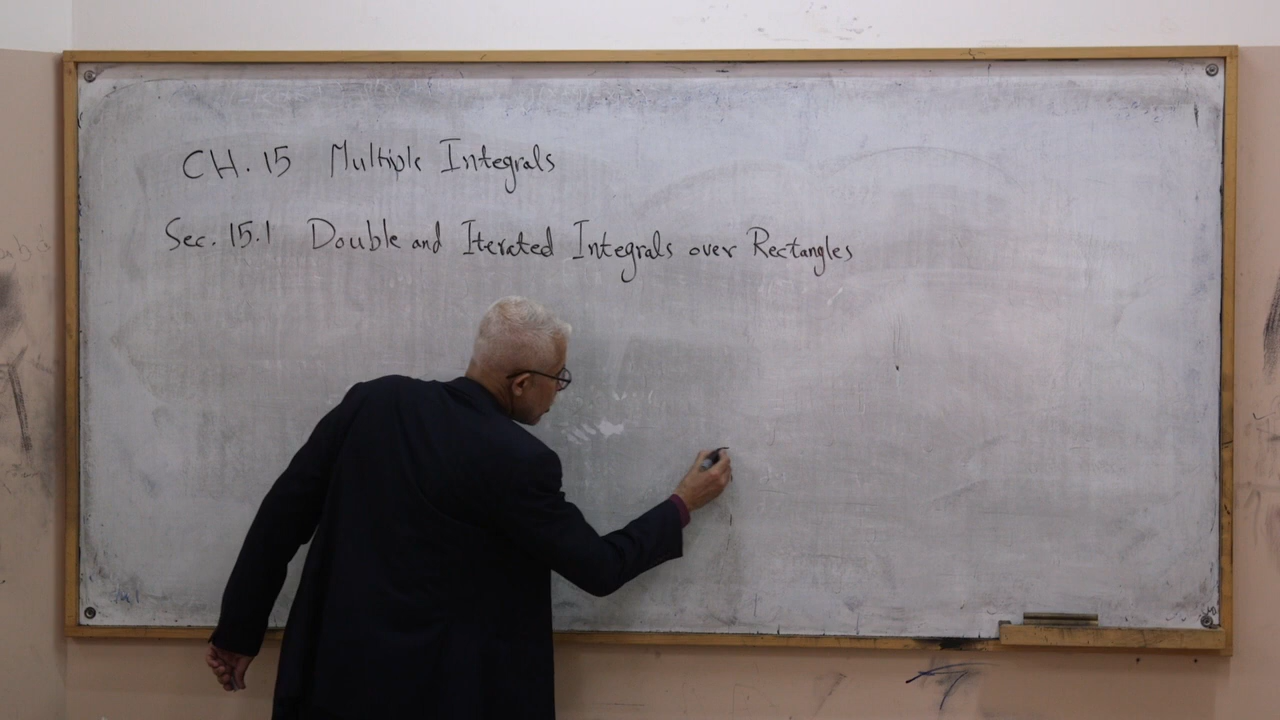 CH. 15 Multiple Integrals
Sec. 15.1 Double and Iterated Integrals over Rectangles